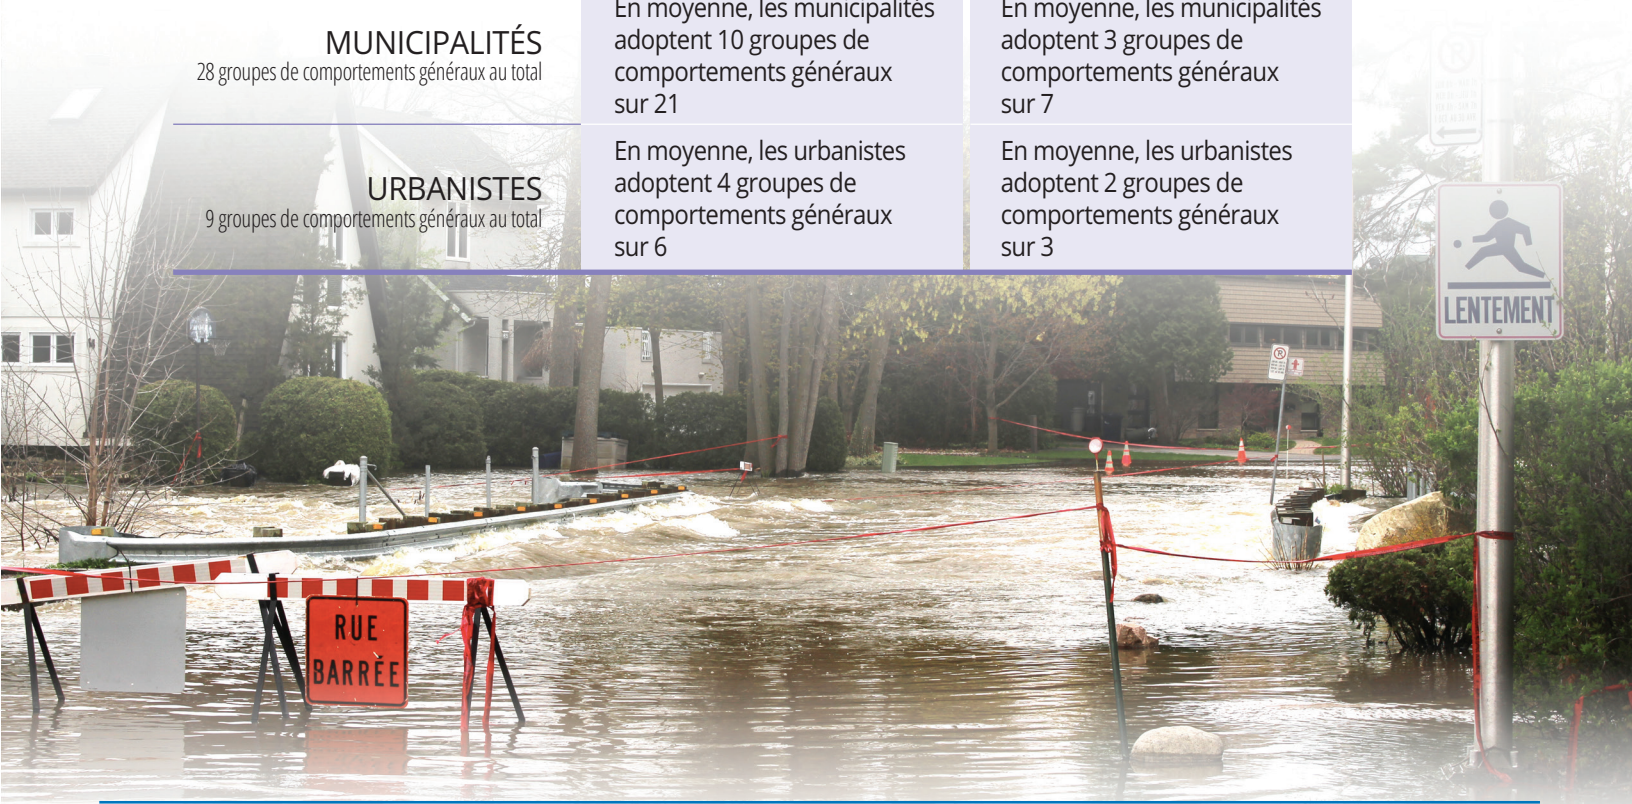 MUNICIPALITÉS
28 groupes de comportements généraux au total
En moyenne, les municipalités
adoptent 10 groupes de
comportements généraux
sur 21
En moyenne, les municipalités
adoptent 3 groupes de
comportements généraux
sur 7
URBANISTES
9 groupes de comportements généraux au total
En moyenne, les urbanistes
adoptent 4 groupes de
comportements généraux
sur 6
En moyenne, les urbanistes
adoptent 2 groupes de
comportements généraux
sur 3
LENTEMENT
RUE
BARRÉE